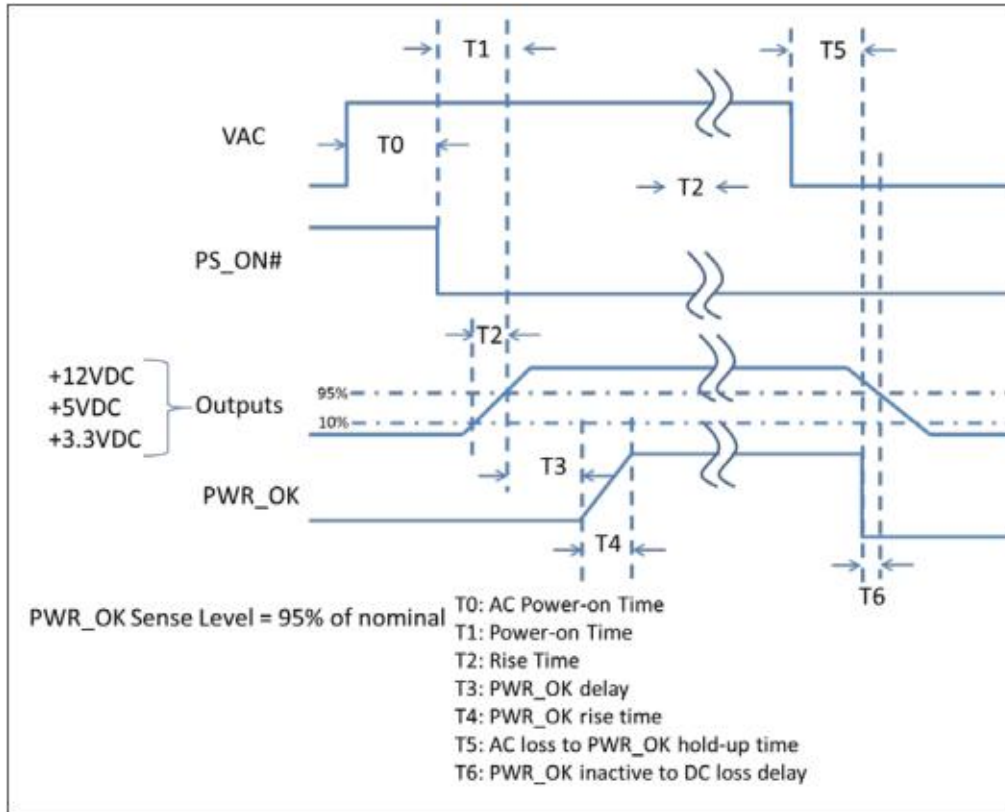 T1
T5
VAC
T0
T2
PS_ON#
T2
+12VDC
+5VDC
+3.3VDC
Outputs
95%
10%
T3
PWR_OK
T4
T6
PWR_OK Sense Level = 95% of nominal
T0: AC Power-on Time
T1: Power-on Time
T2: Rise Time
T3: PWR_OK delay
T4: PWR_OK rise time
T5: AC loss to PWR_OK hold-up time
T6: PWR_OK inactive to DC loss delay